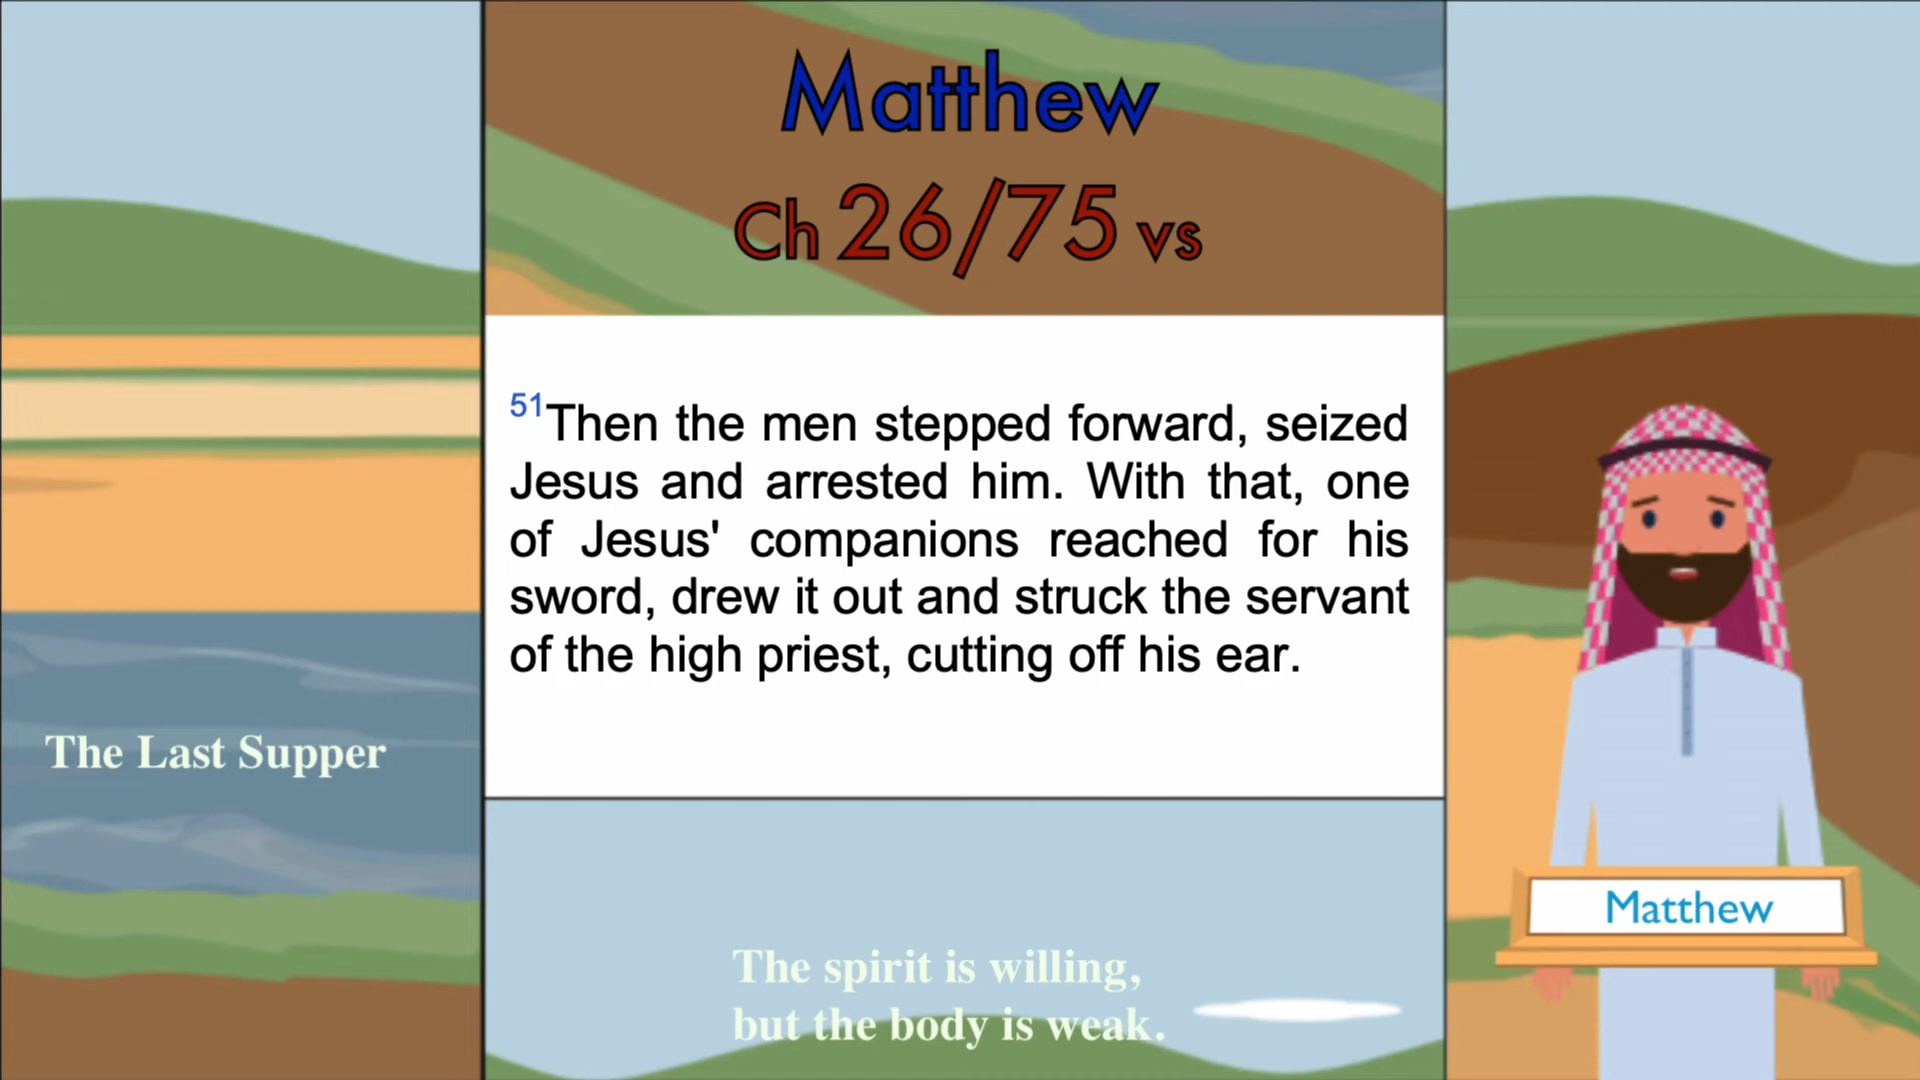 Matthew
Ch 26/75 vs
51Then the men stepped forward, seized
Jesus and arrested him. With that, one
of Jesus' companions reached for his
sword, drew it out and struck the servant
of the high priest, cutting off his ear.
The Last Supper
The spirit is willing,
but the body is weak.
Matthew